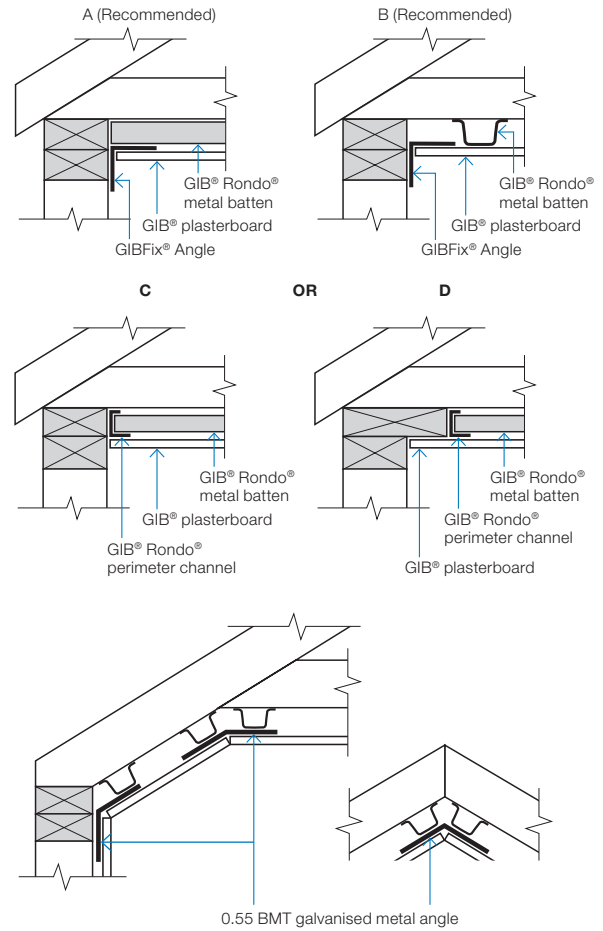 A (Recommended)
B (Recommended)
GIB® Rondo®
metal batten
GIB® plasterboard
GIBFix® Angle
GIB® Rondo®
metal batten
GIB® plasterboard
GIBFix® Angle
C
OR
D
GIB® Rondo®
metal batten
GIB® plasterboard
GIB® Rondo®
perimeter channel
GIB® Rondo®
metal batten
GIB® Rondo®
perimeter channel
GIB® plasterboard
0.55 BMT galvanised metal angle